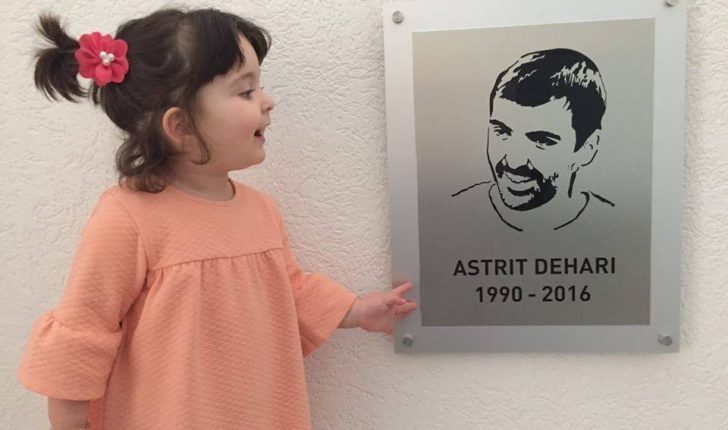 ASTRIT DEHARI
1990 - 2016